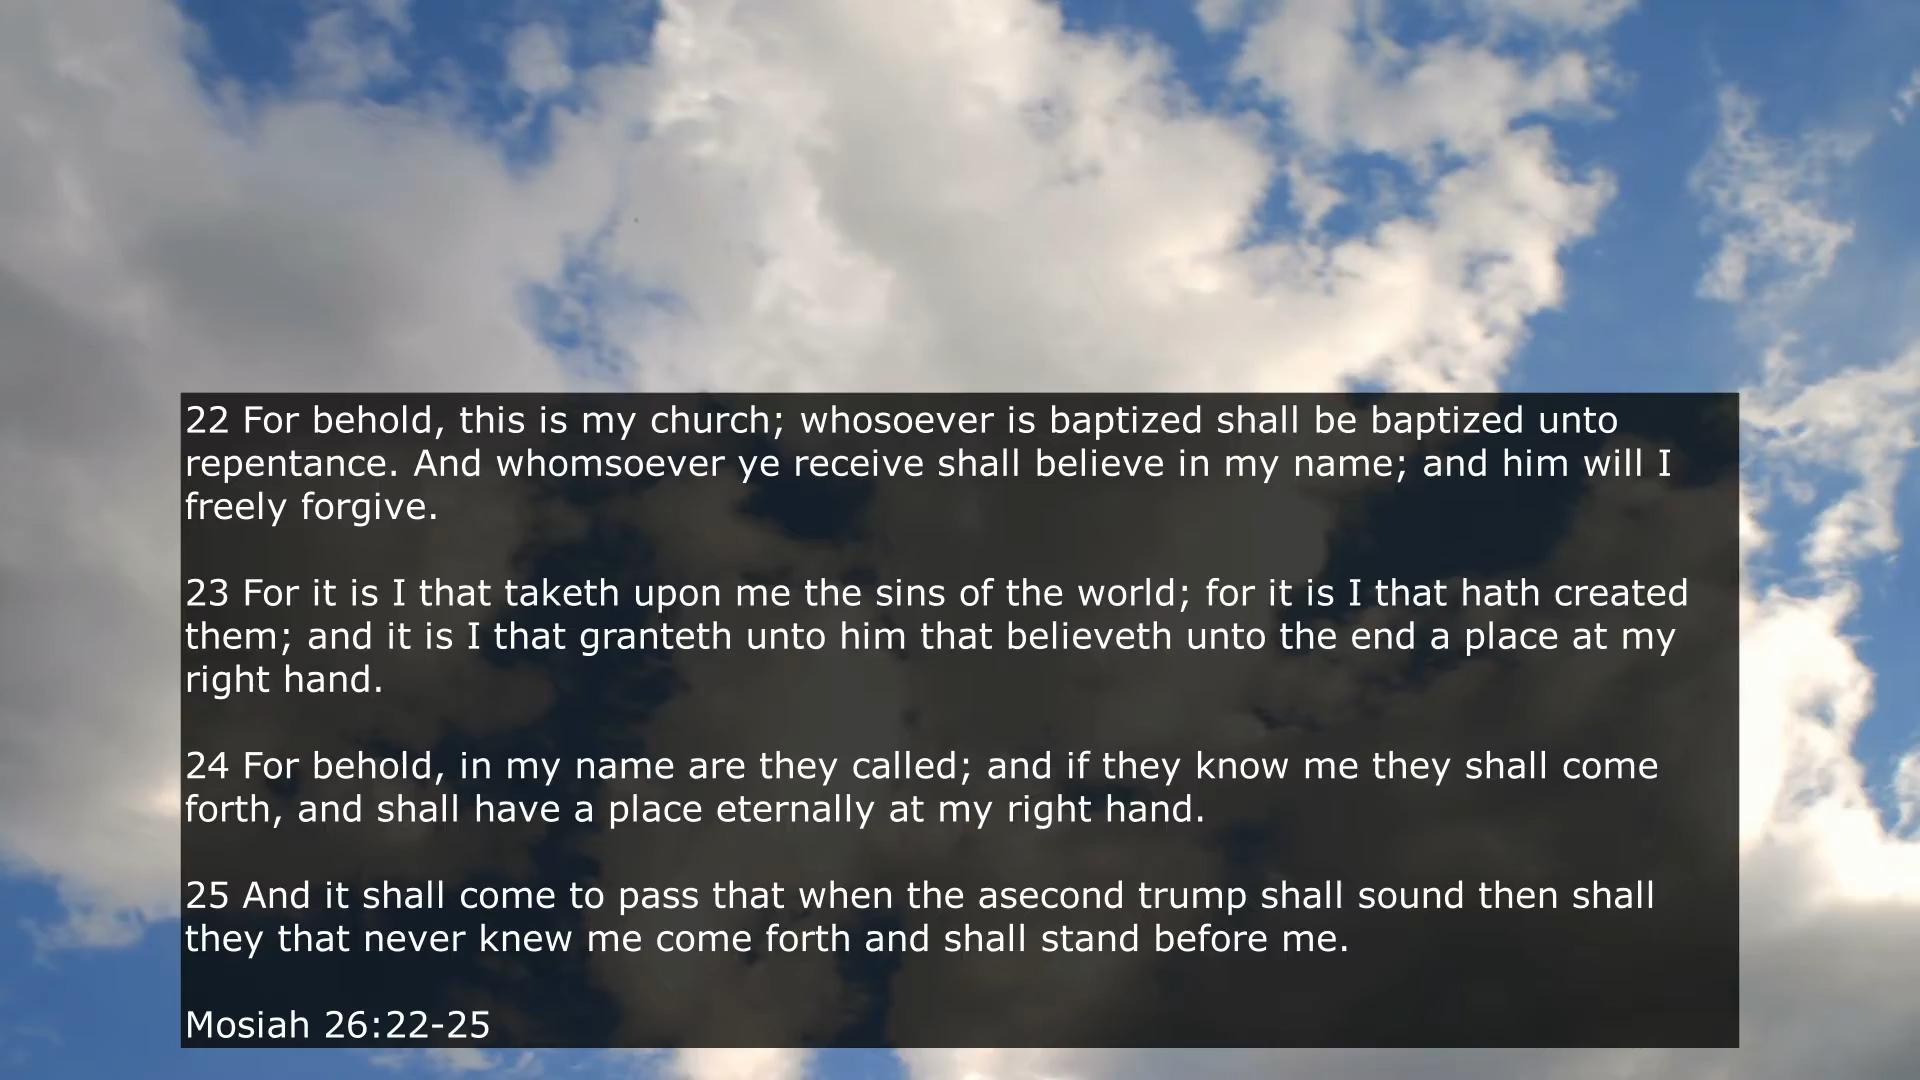 22 For behold, this is my church; whosoever is baptized shall be baptized unto
repentance. And whomsoever ye receive shall believe in my name; and him will I
freely forgive.
23 For it is I that taketh upon me the sins of the world; for it is I that hath created
them; and it is I that granteth unto him that believeth unto the end a place at my
right hand.
24 For behold, in my name are they called; and if they know me they shall come
forth, and shall have a place eternally at my right hand.
25 And it shall come to pass that when the asecond trump shall sound then shall
they that never knew me come forth and shall stand before me.
Mosiah 26:22-25